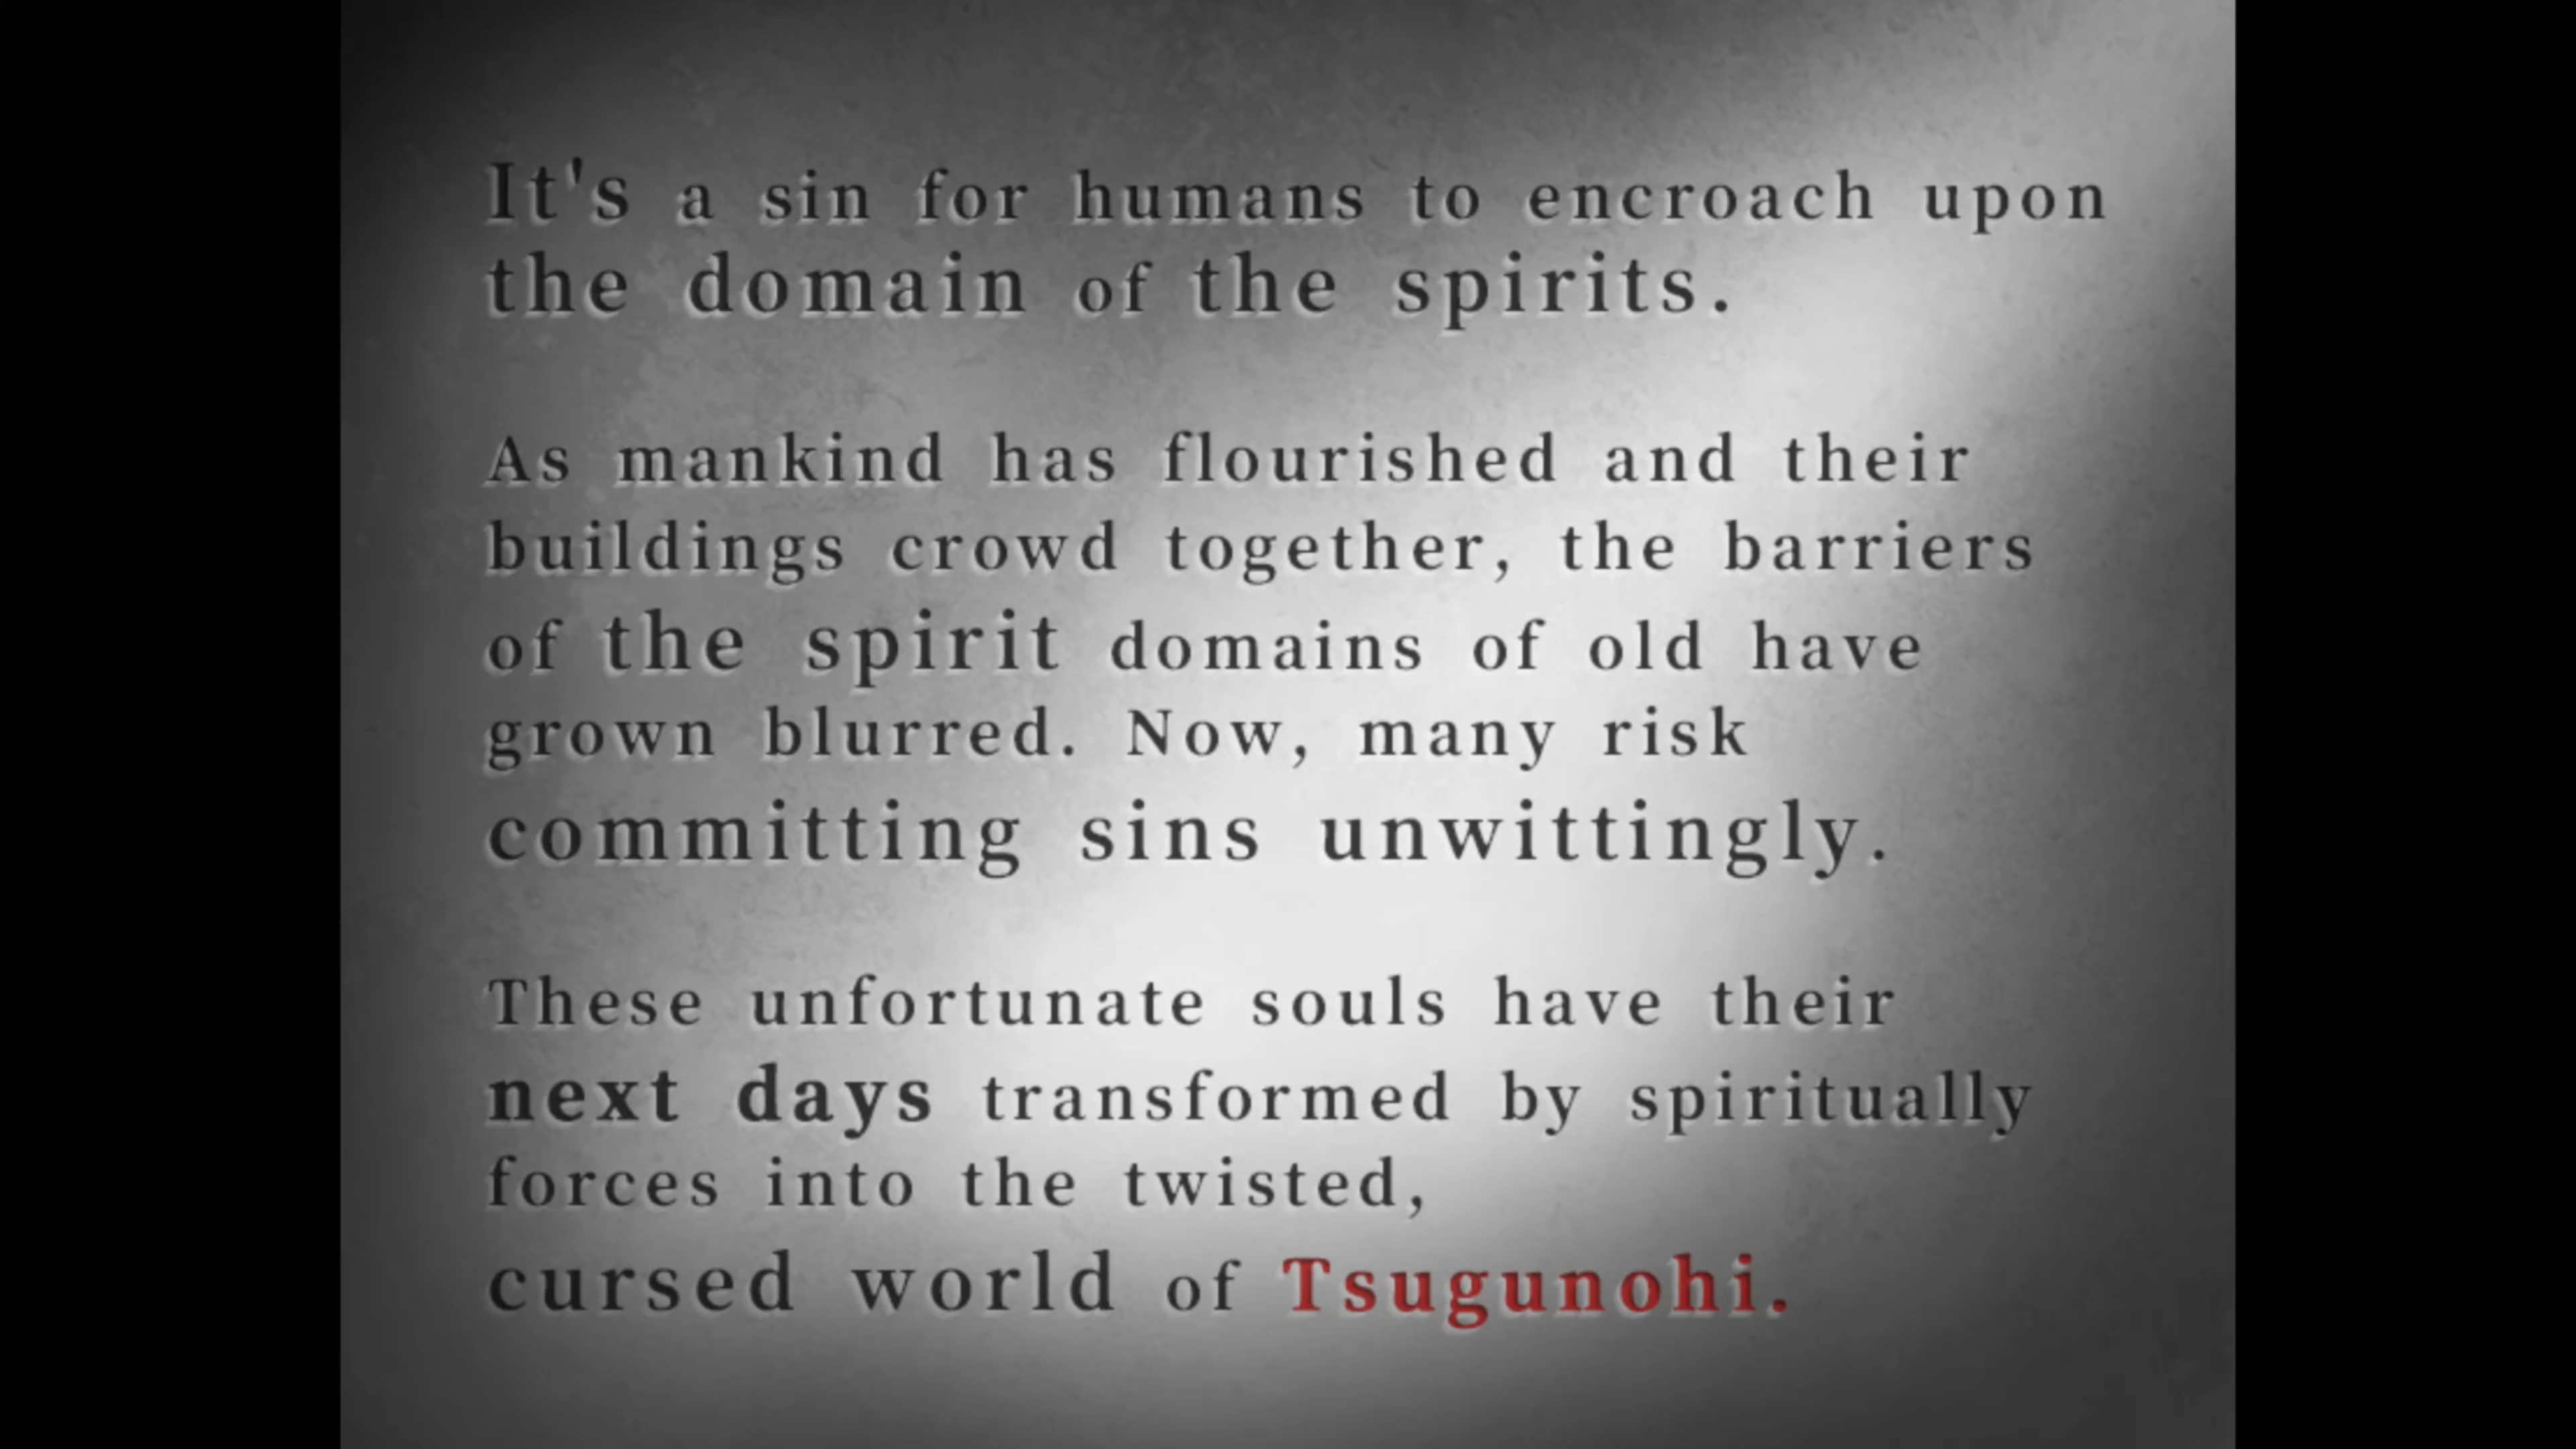 It's a sin for humans to encroach upon
the domain of the spirits.
As mankind has flourished and their
buildings crowd together, the barriers
of the spirit domains of old have
grown blurred. Now, many risk
committing sins unwittingly.
These unfortunate souls have their
next days transformed by spiritually
forces into the twisted,
cursed world of Tsugunohi.